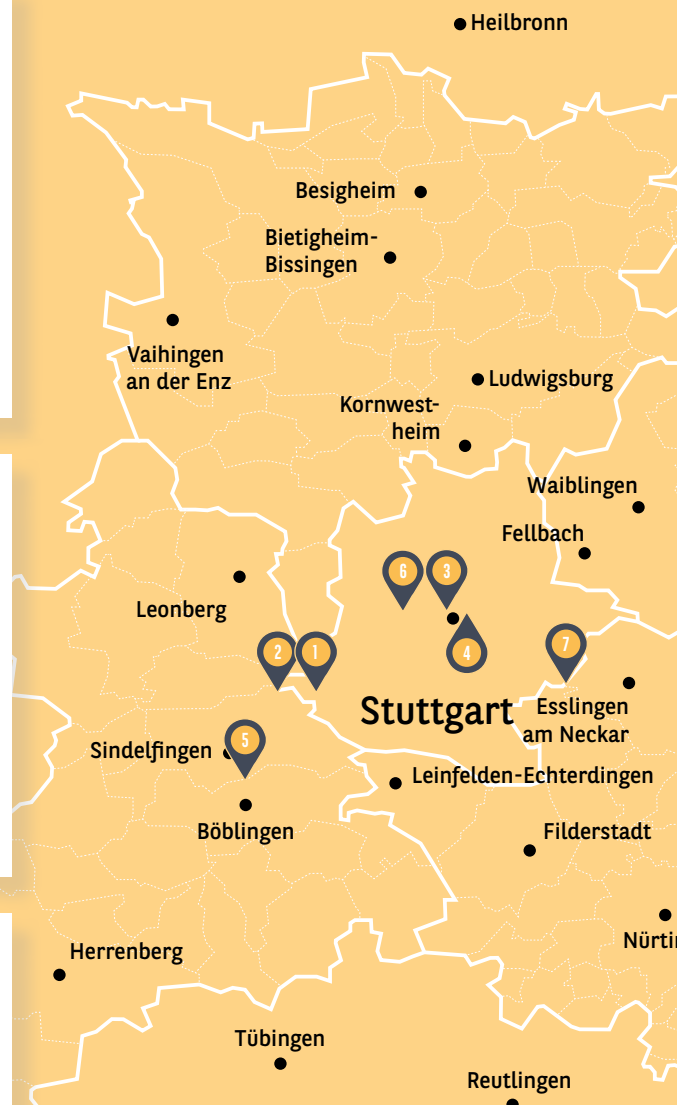 Heilbronn
Besigheim
Bietigheim-
Bissingen
Vaihingen
an der Enz
Ludwigsburg
Kornwest-
heim
Waiblingen
Fellbach
6
3
Leonberg
2
1
4
7
Stuttgart
Esslingen
am Neckar
5
Sindelfingen
Leinfelden-Echterdingen
Böblingen
Filderstadt
Herrenberg
Tübingen
Reutlingen